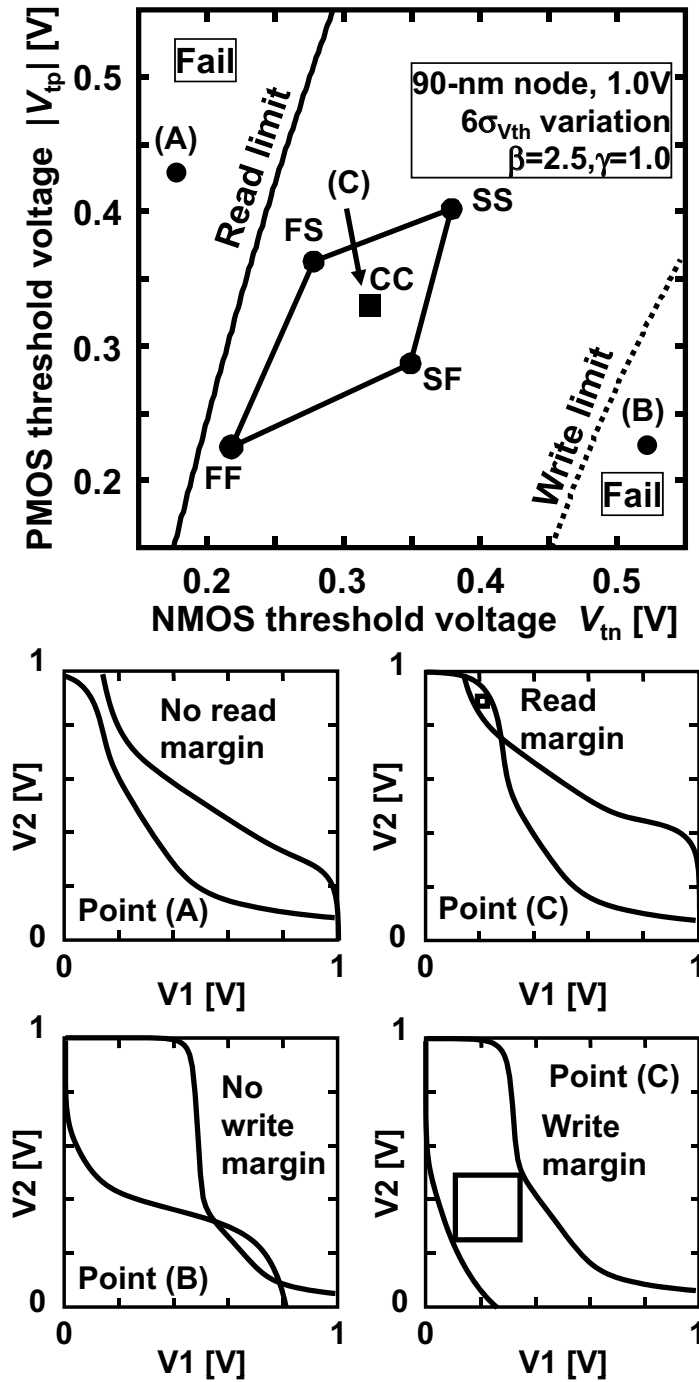 PMOS threshold voltage |Vtp| [V]
0.5
0.4
0.3
0.2
Fail
(A)
Read limit
90-nm node, 1.0V
6σVth variation
β=2.5,γ=1.0
(C)
SS
FS
CC
SF
FF
Write limit
(B)
Fail
0.2 0.3 0.4 0.5
NMOS threshold voltage Vtn [V]
1
V2 [V]
0
No read
margin
Point (A)
0 1
V1 [V]
1
V2 [V]
0
Read
margin
Point (C)
0 1
V1 [V]
1
V2 [V]
0
No
write
margin
Point (B)
0 1
V1 [V]
1
V2 [V]
0
Point (C)
Write
margin
0 1
V1 [V]